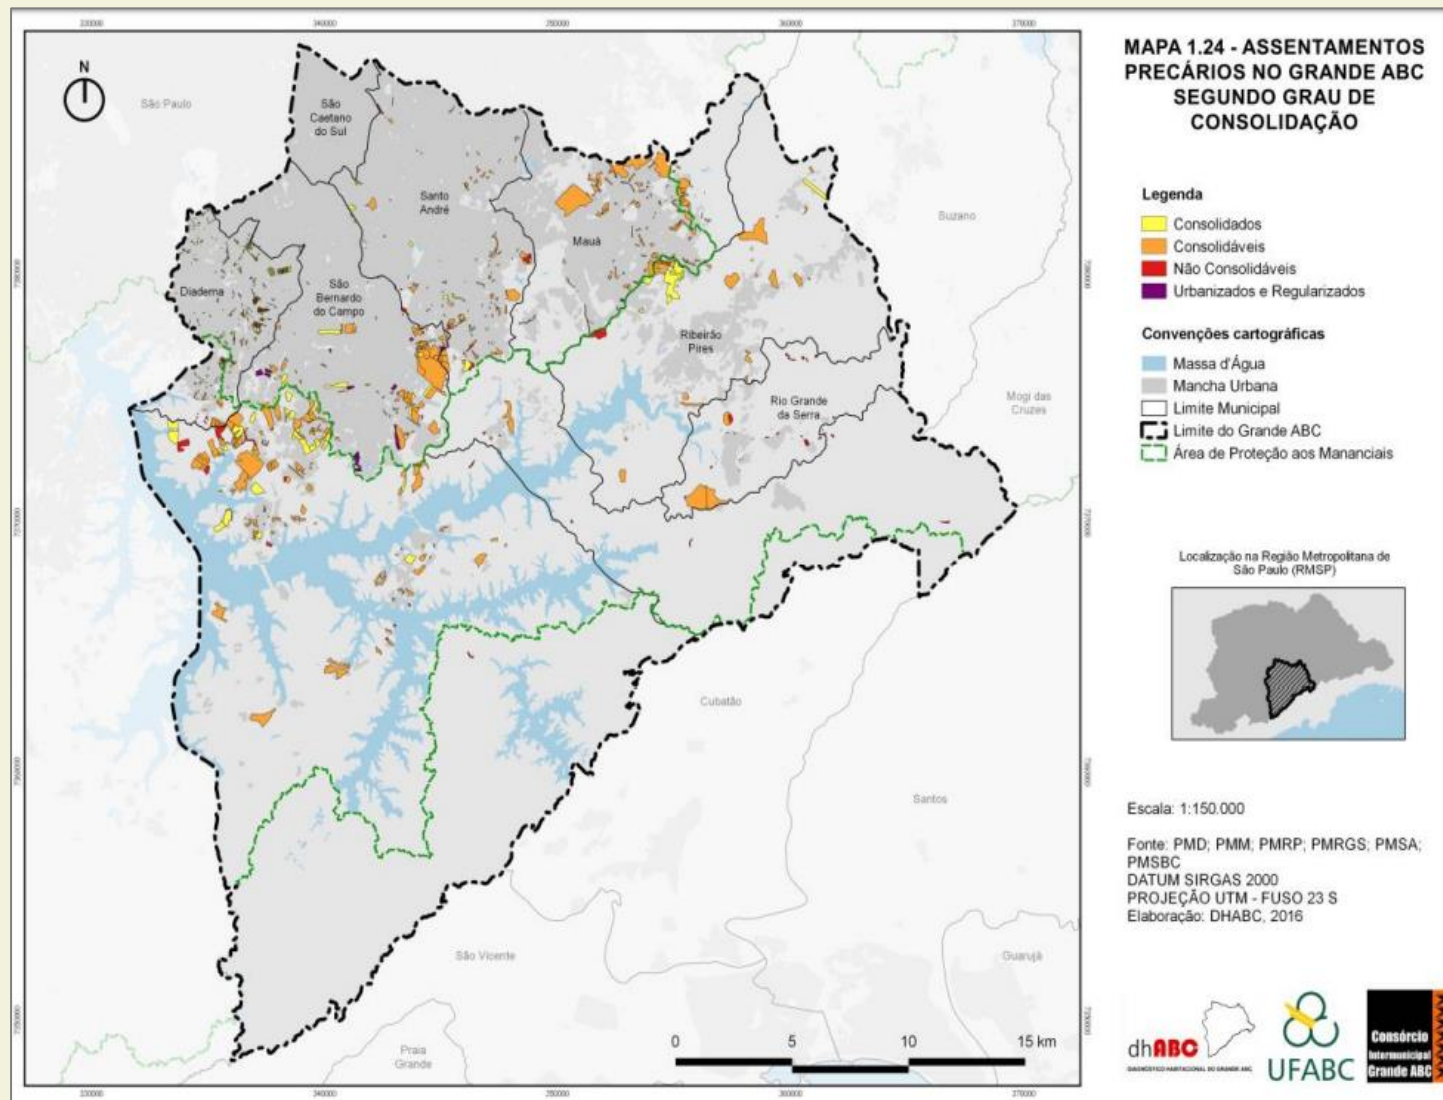 MAPA 1.24 - ASSENTAMENTOS
PRECÁRIOS NO GRANDE ABC
SEGUNDO GRAU DE
CONSOLIDAÇÃO
Legenda
Consolidados
Consolidáveis
Não Consolidáveis
Urbanizados e Regularizados
Convenções cartográficas
Massa d'Água
Mancha Urbana
Limite Municipal
Limite do Grande ABC
Área de Proteção aos Mananciais
Localização na Região Metropolitana de
São Paulo (RMSP)
Escala: 1:150.000
Fonte: PMD; PMM; PMRP; PMRGS; PMSA;
PMSBC
DATUM SIRGAS 2000
PROJEÇÃO UTM - FUSO 23 S
Elaboração: DHABC, 2016
dhABC
DIAGNÓSTICO HABITACIONAL DO GRANDE ABC
UFABC
Consórcio
Intermunicipal
Grande ABC
N
São Paulo
São
Caetano
do Sul
Santo
André
Mauá
Suzano
Diadema
São
Bernardo
do Campo
Ribeirão
Pires
Rio Grande
da Serra
Mogi das
Cruzes
Cubatão
Santos
São Vicente
Guarujá
Praia
Grande
0 5 10 15 km